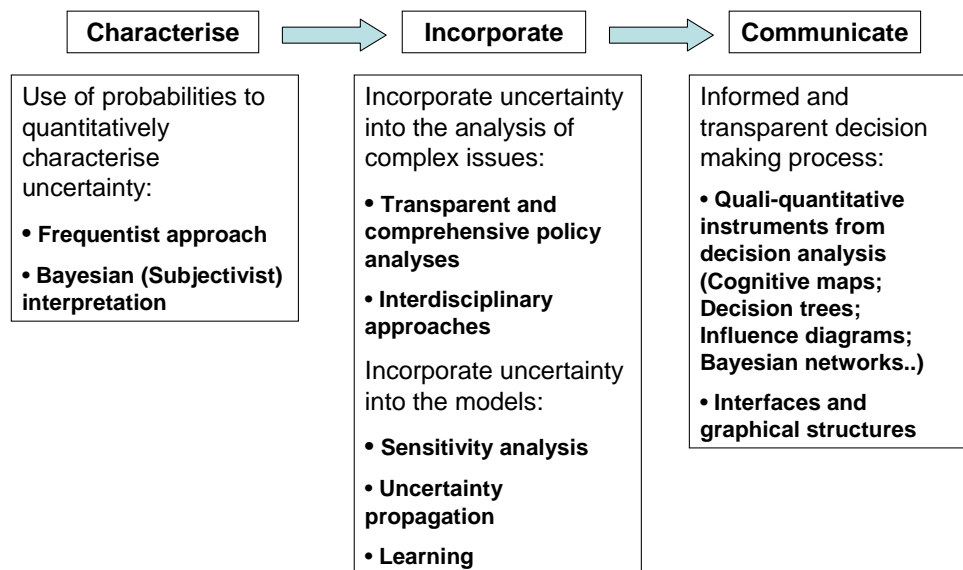 Characterise
Incorporate
Communicate
Use of probabilities to
quantitatively
characterise
uncertainty:
• Frequentist approach
• Bayesian (Subjectivist)
interpretation
Incorporate uncertainty
into the analysis of
complex issues:
• Transparent and
comprehensive policy
analyses
• Interdisciplinary
approaches
Incorporate uncertainty
into the models:
• Sensitivity analysis
• Uncertainty
propagation
• Learning
Informed and
transparent decision
making process:
• Quali-quantitative
instruments from
decision analysis
(Cognitive maps;
Decision trees;
Influence diagrams;
Bayesian networks..)
• Interfaces and
graphical structures